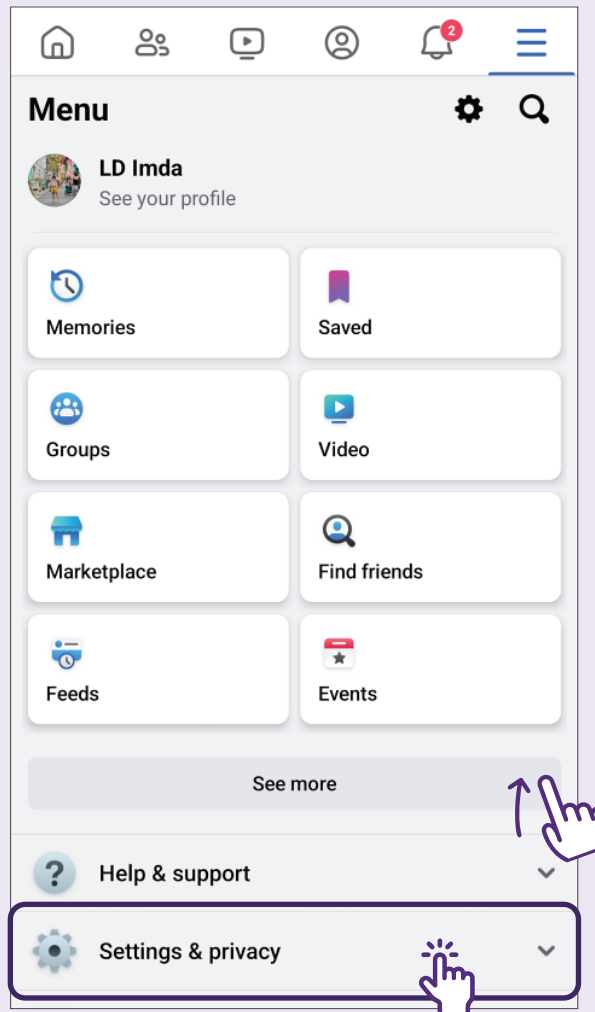 2
Menu
LD Imda
See your profile
Memories
Saved
Groups
Video
Marketplace
Find friends
Feeds
Events
See more
?
Help & support
Settings & privacy